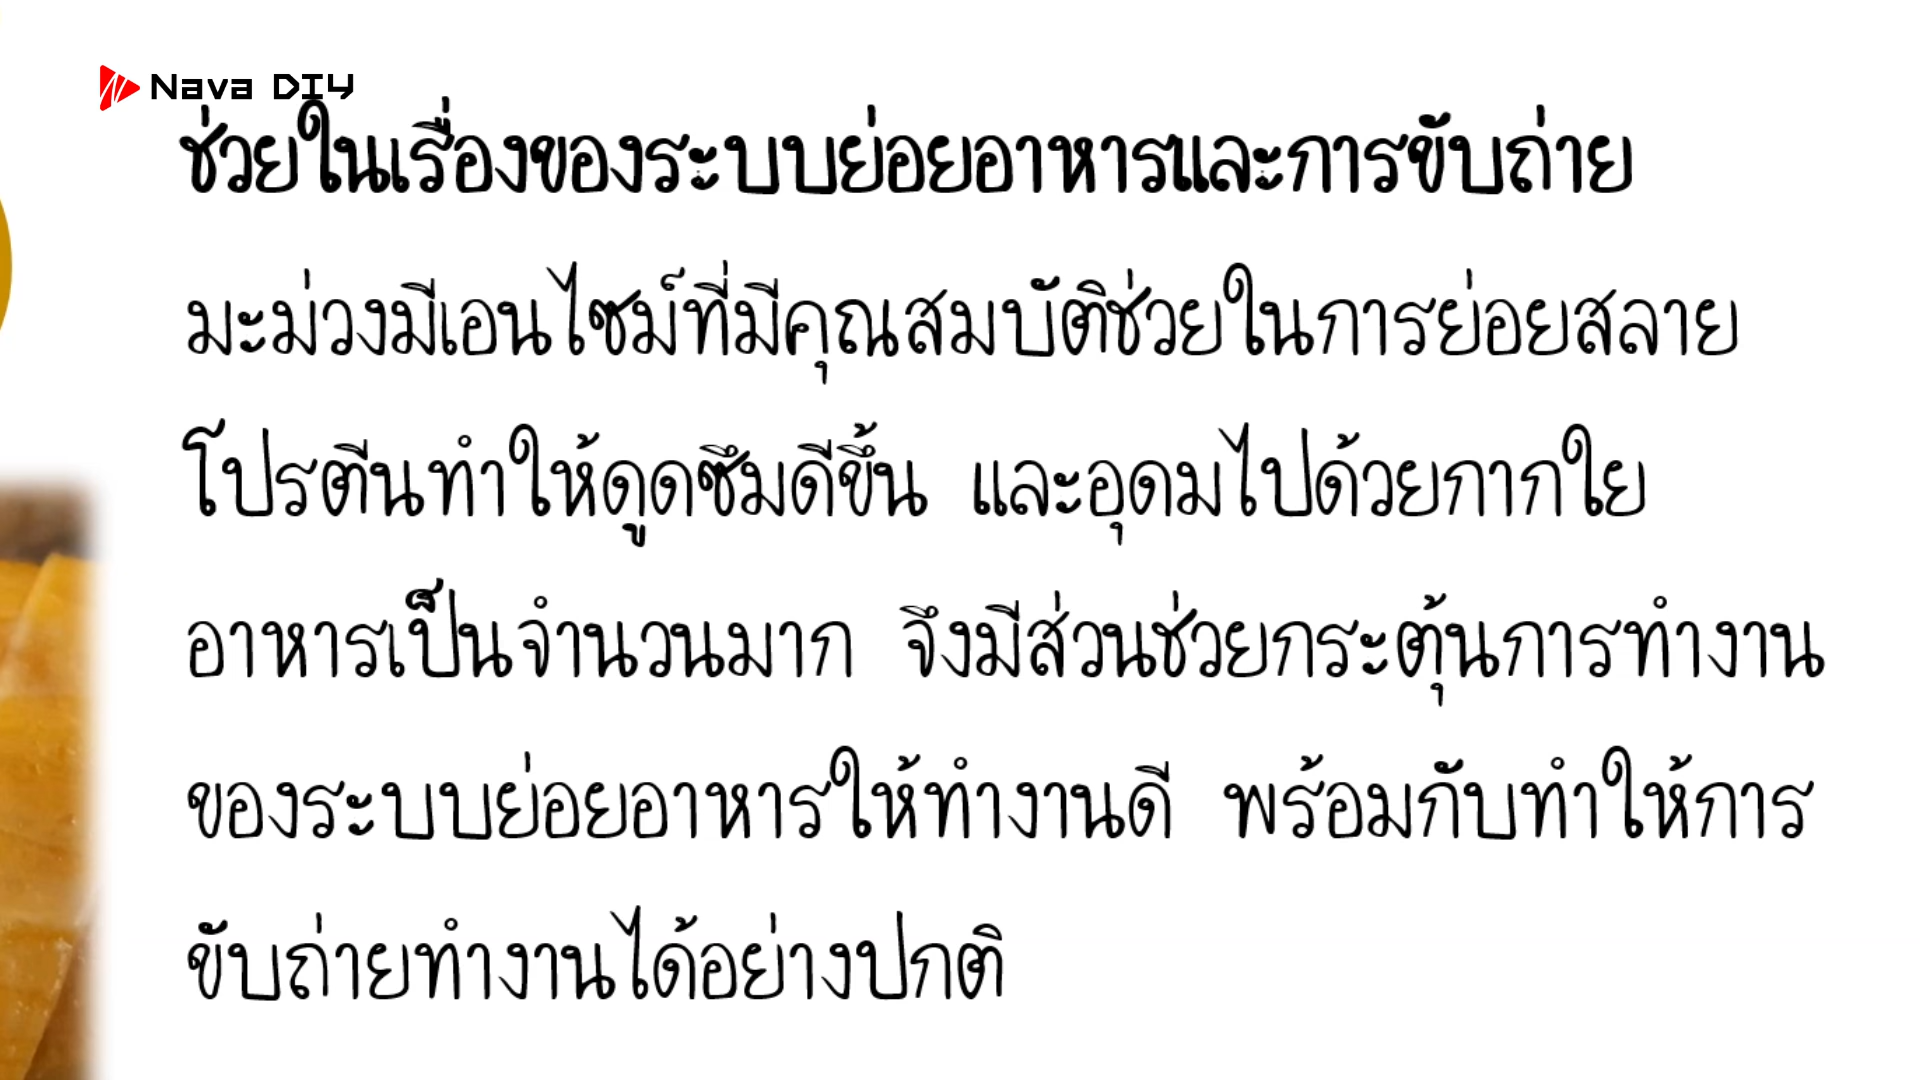 Nava DIY
ช่วยในเรื่องของระบบย่อยอาหารและการขับถ่าย
มะม่วงมีเอนไซม์ที่มีคุณสมบัติช่วยในการย่อยสลาย
โปรตีนทำให้ดูดซึมดีขึ้น และอุดมไปด้วยกากใย
อาหารเป็นจำนวนมาก จึงมีส่วนช่วยกระตุ้นการทำงาน
ของระบบย่อยอาหารให้ทำงานดี พร้อมกับทำให้การ
ขับถ่ายทำงานได้อย่างปกติ